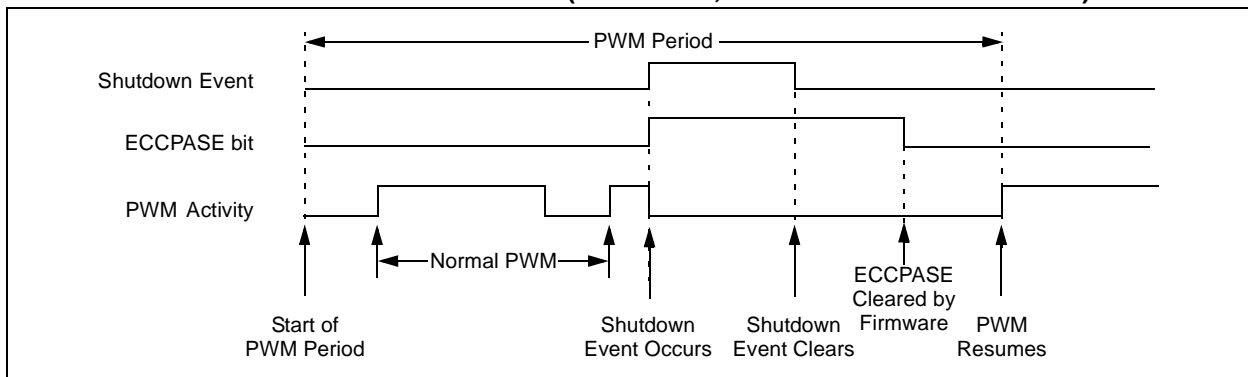 PWM Period
Shutdown Event
ECCPASE bit
PWM Activity
Normal PWM
Start of
PWM Period
Shutdown
Event Occurs
Shutdown
Event Clears
ECCPASE
Cleared by
Firmware
PWM
Resumes